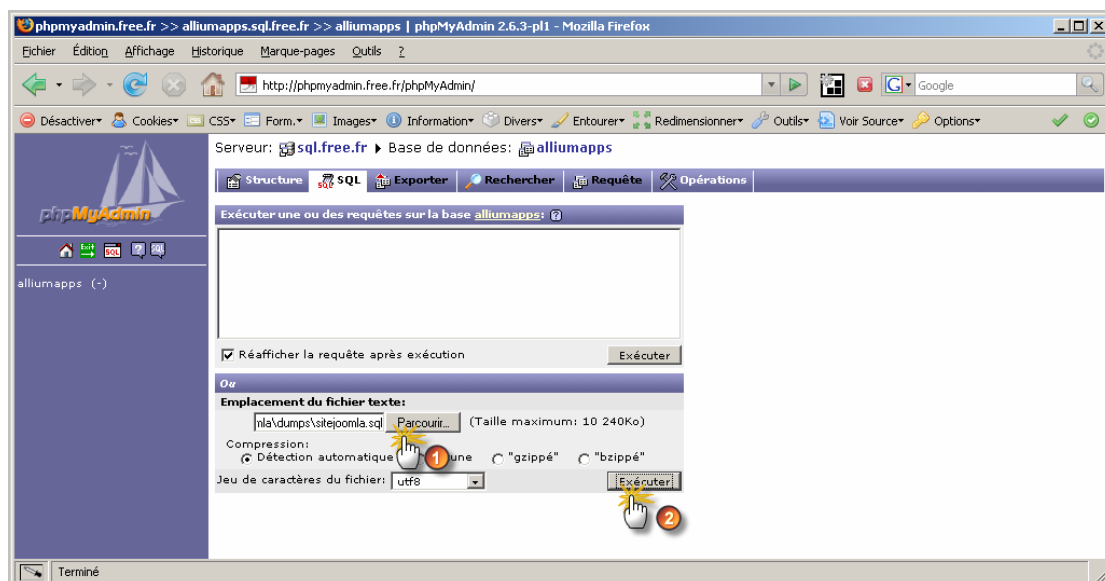 phpmyadmin.free.fr >> alliumapps.sql.free.fr >> alliumapps | phpMyAdmin 2.6.3-pl1 - Mozilla Firefox
Fichier Édition Affichage Historique Marque-pages Outils ?
http://phpmyadmin.free.fr/phpMyAdmin/ G Google
Désactiver Cookies CSS Form. Images Information Divers Entourer Redimensionner Outils Voir Source Options
Serveur: sql.free.fr Base de données: alliumapps
Structure SQL Exporter Rechercher Requête Opérations
phpMyAdmin
Exécuter une ou des requêtes sur la base alliumapps:
Exit SQL SQL
alliumapps (-)
Réafficher la requête après exécution Exécuter
Ou
Emplacement du fichier texte:
nla\dumps\sitejoomla.sql Parcourir... (Taille maximum: 10 240Ko)
Compression:
Détection automatique une "gzippé" "bzippé"
1
Jeu de caractères du fichier: utf8 Exécuter
2
Terminé